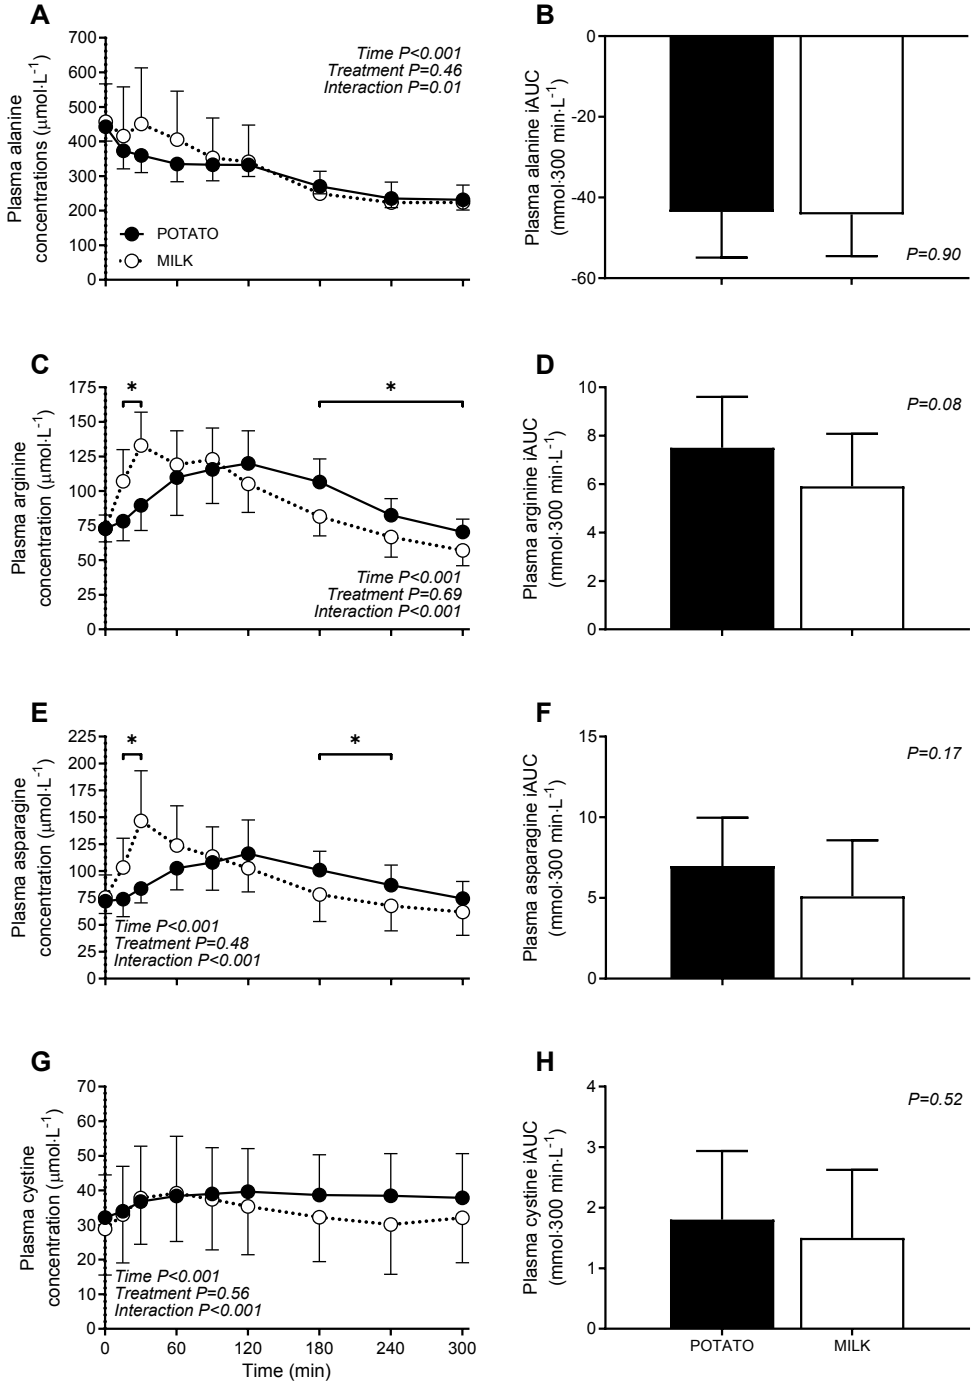 A
Plasma alanine
concentrations (μmol·L⁻¹)
700
600
500
400
300
200
100
0
Time P<0.001
Treatment P=0.46
Interaction P=0.01
POTATO
MILK
B
Plasma alanine iAUC
(mmol·300 min·L⁻¹)
0
-20
-40
-60
P=0.90
C
Plasma arginine
concentration (μmol·L⁻¹)
175
150
125
100
75
50
25
0
*
*
Time P<0.001
Treatment P=0.69
Interaction P<0.001
D
Plasma arginine iAUC
(mmol·300 min·L⁻¹)
10
8
6
4
2
0
P=0.08
E
Plasma asparagine
concentration (μmol·L⁻¹)
225
200
175
150
125
100
75
50
25
0
*
*
Time P<0.001
Treatment P=0.48
Interaction P<0.001
F
Plasma asparagine iAUC
(mmol·300 min·L⁻¹)
15
10
5
0
P=0.17
G
Plasma cystine
concentration (μmol·L⁻¹)
70
60
50
40
30
20
10
0
Time P<0.001
Treatment P=0.56
Interaction P<0.001
0 60 120 180 240 300
Time (min)
H
Plasma cystine iAUC
(mmol·300 min·L⁻¹)
4
3
2
1
0
P=0.52
POTATO MILK